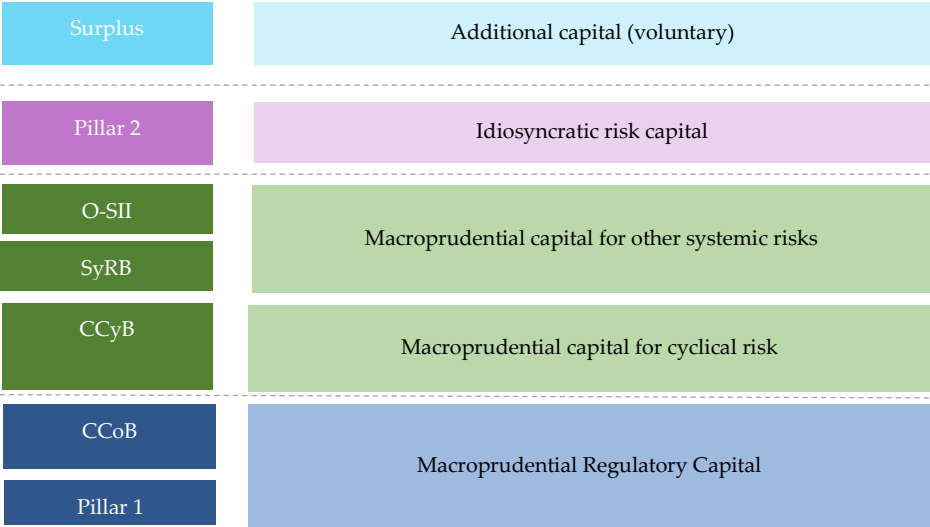 Surplus
Additional capital (voluntary)
Pillar 2
Idiosyncratic risk capital
O-SII
Macroprudential capital for other systemic risks
SyRB
CCyB
Macroprudential capital for cyclical risk
CCoB
Macroprudential Regulatory Capital
Pillar 1